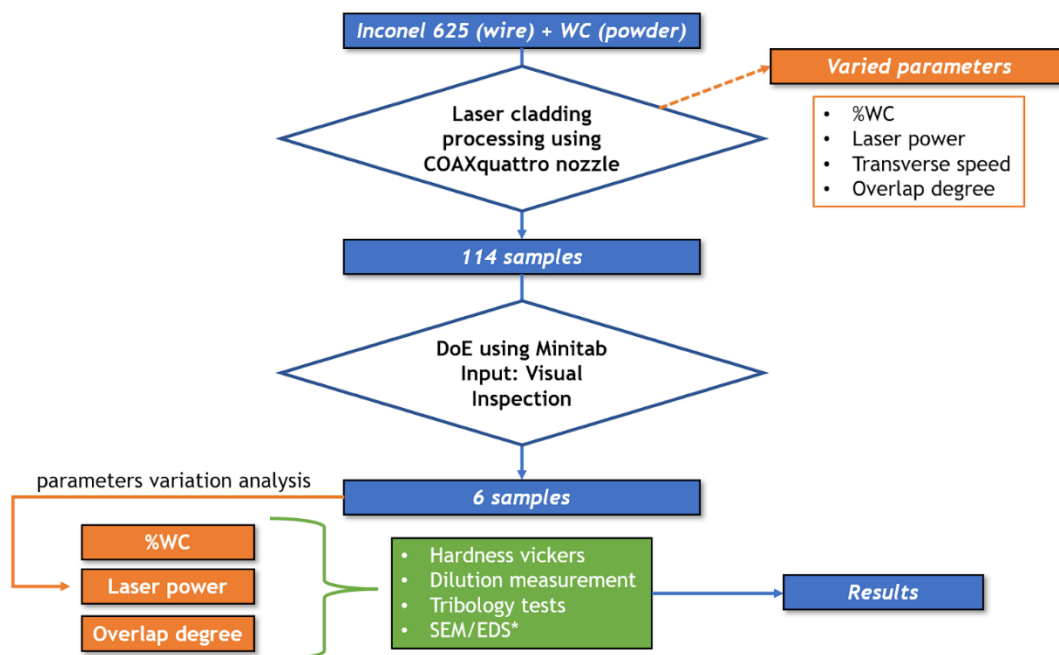 Inconel 625 (wire) + WC (powder)
Varied parameters
Laser cladding
processing using
COAXquattro nozzle
• %WC
• Laser power
• Transverse speed
• Overlap degree
114 samples
DoE using Minitab
Input: Visual
Inspection
parameters variation analysis
6 samples
%WC
Laser power
Overlap degree
• Hardness vickers
• Dilution measurement
• Tribology tests
• SEM/EDS*
Results